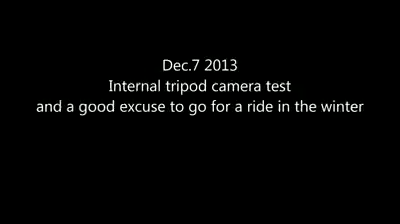 Dec.7 2013
Internal tripod camera test
and a good excuse to go for a ride in the winter